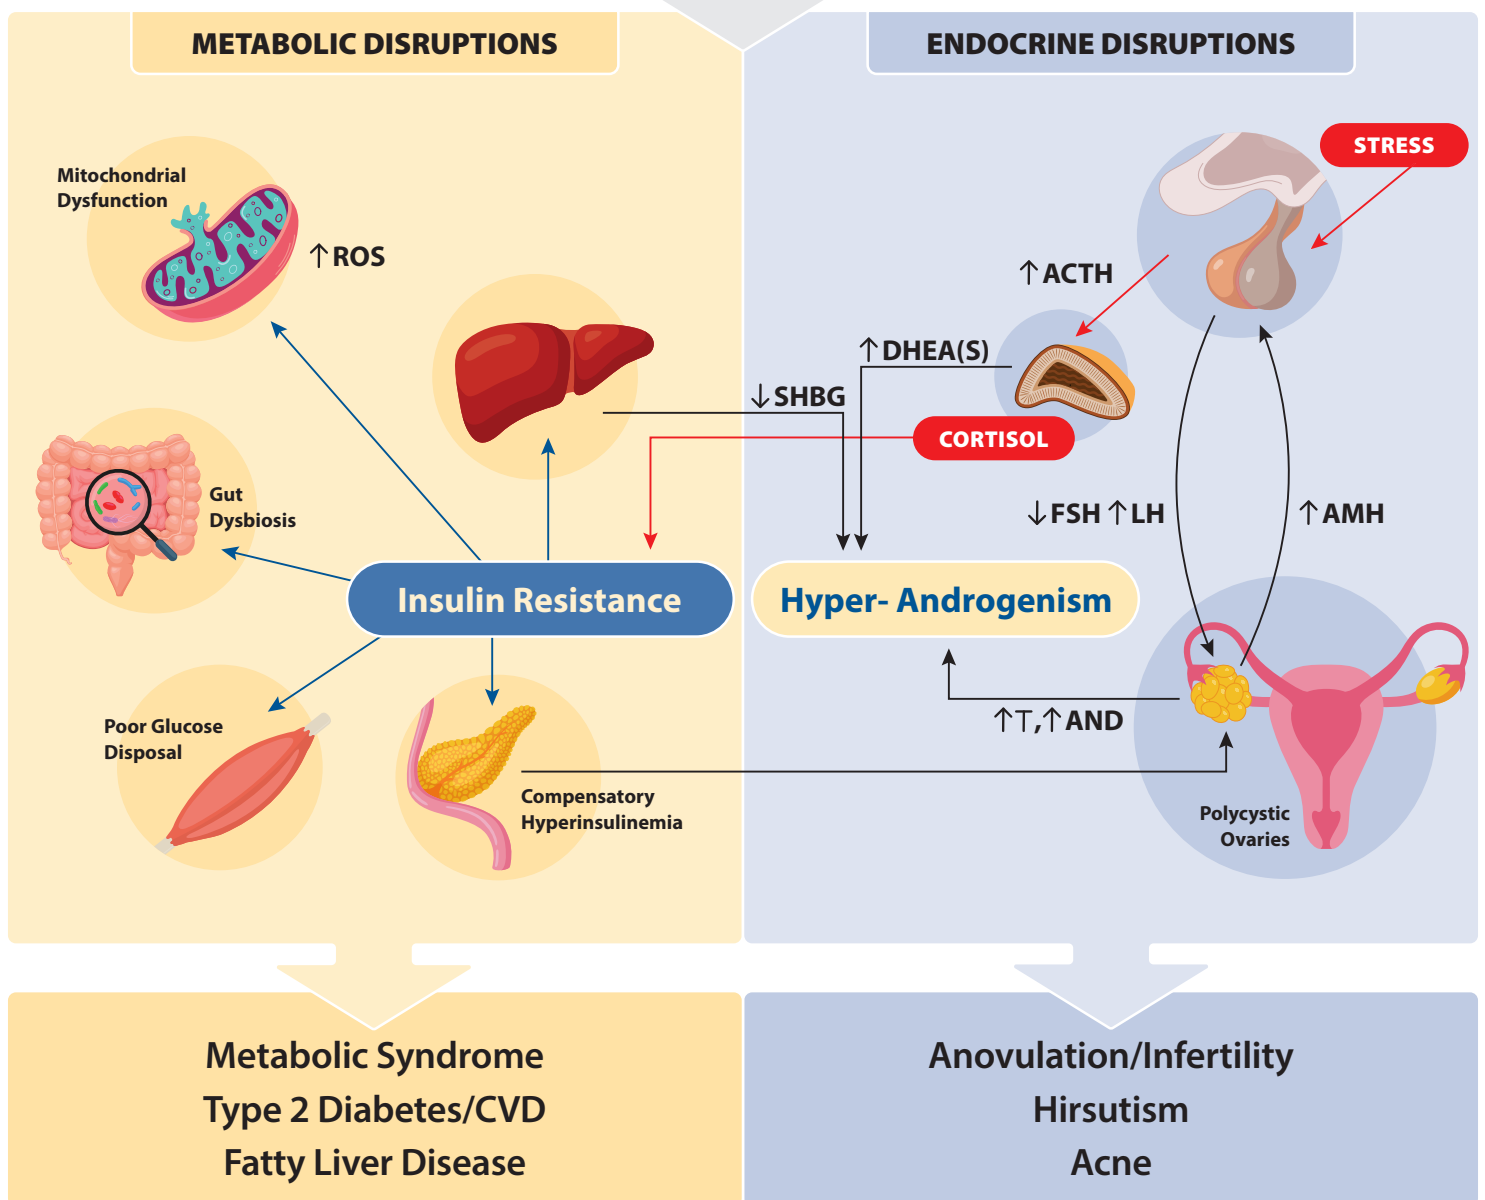 METABOLIC DISRUPTIONS
ENDOCRINE DISRUPTIONS
STRESS
Mitochondrial
Dysfunction
↑ROS
↑ACTH
↑DHEA(S)
↓SHBG
CORTISOL
Gut
Dysbiosis
↓FSH ↑LH
↑AMH
Insulin Resistance
Hyper- Androgenism
Poor Glucose
Disposal
↑T,↑AND
Compensatory
Hyperinsulinemia
Polycystic
Ovaries
Metabolic Syndrome
Type 2 Diabetes/CVD
Fatty Liver Disease
Anovulation/Infertility
Hirsutism
Acne